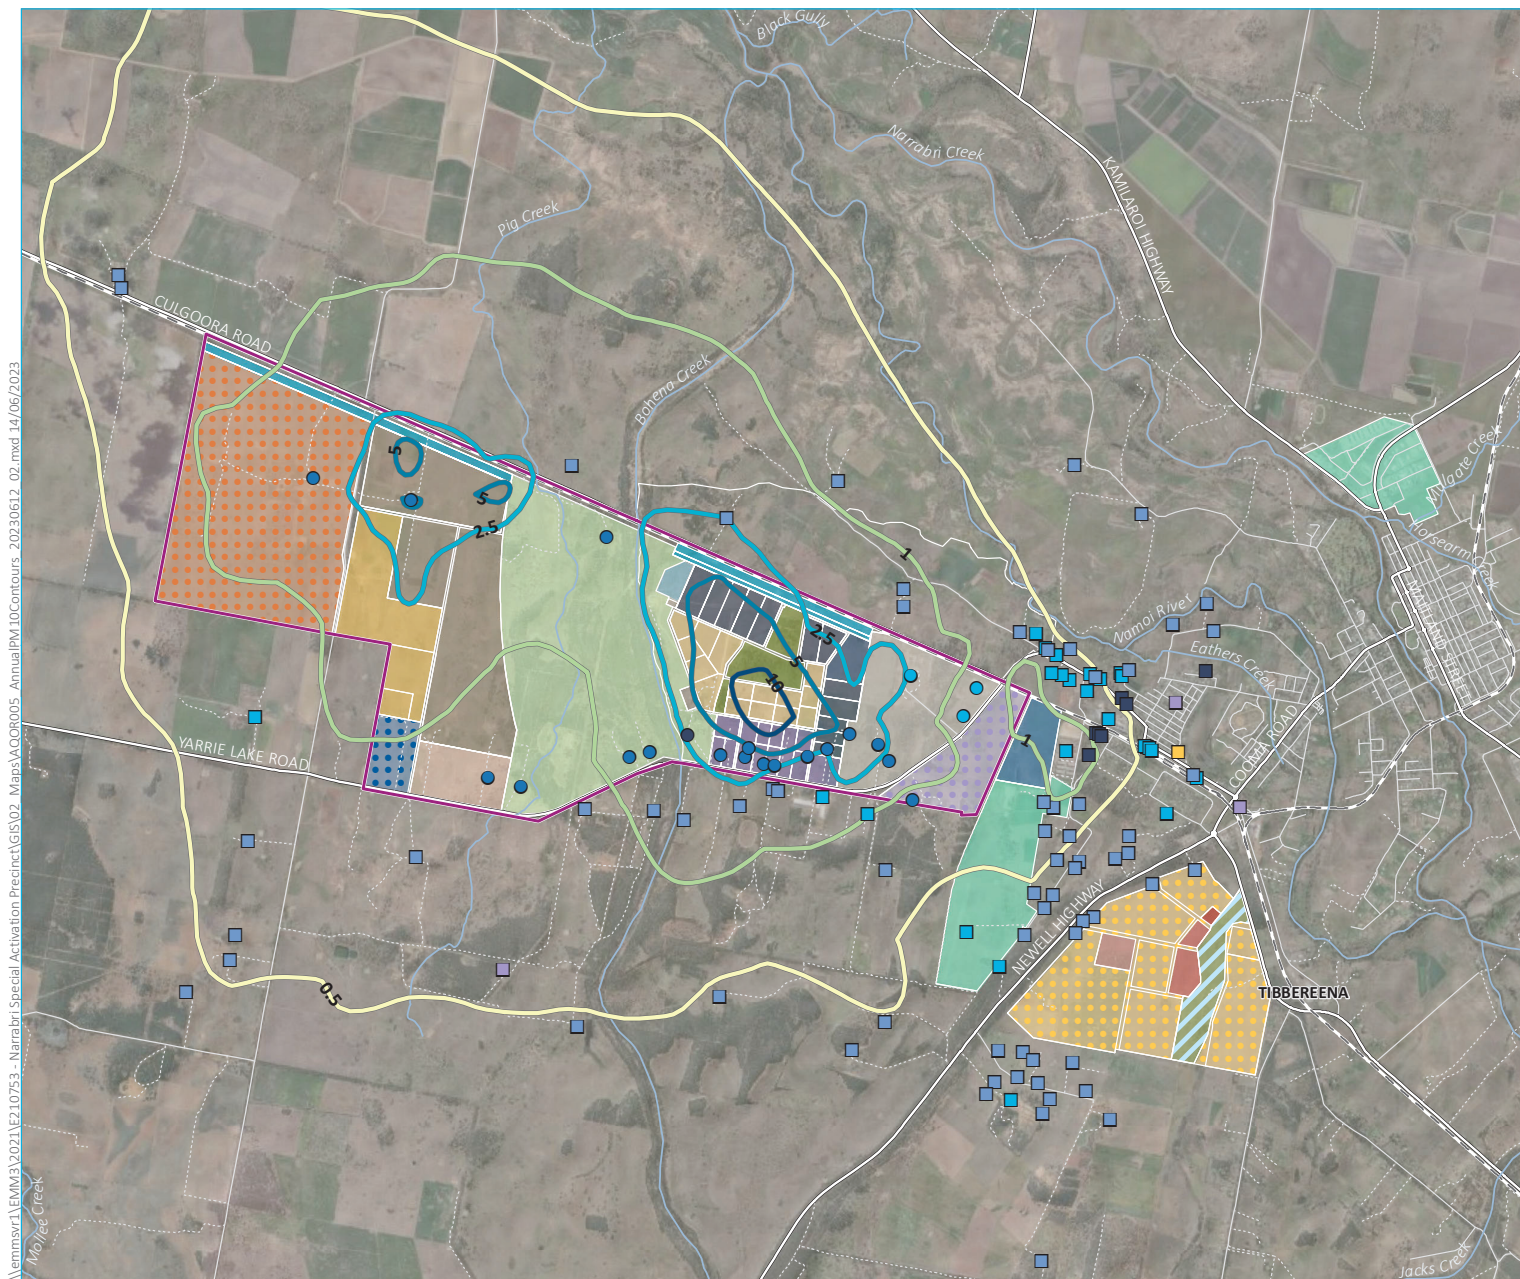 Black Gully
Narrabri Creek
KAMILAROI HIGHWAY
Pig Creek
CULGOORA ROAD
Bohena Creek
Mulgate Creek
Horsearm Creek
5
5
2.5
1
MAITLAND STREET
Namoi River
2.5
Eathers Creek
5
10
1
YARRIE LAKE ROAD
COOMA ROAD
NEWELL HIGHWAY
0.5
TIBBEREENA
Mollee Creek
Jacks Creek
\\emmsvr1\EMM3\2021\E210753 - Narrabri Special Activation Precinct\GIS\02_Maps\AQOR005_AnnualPM10Contours_20230612_02.mxd 14/06/2023